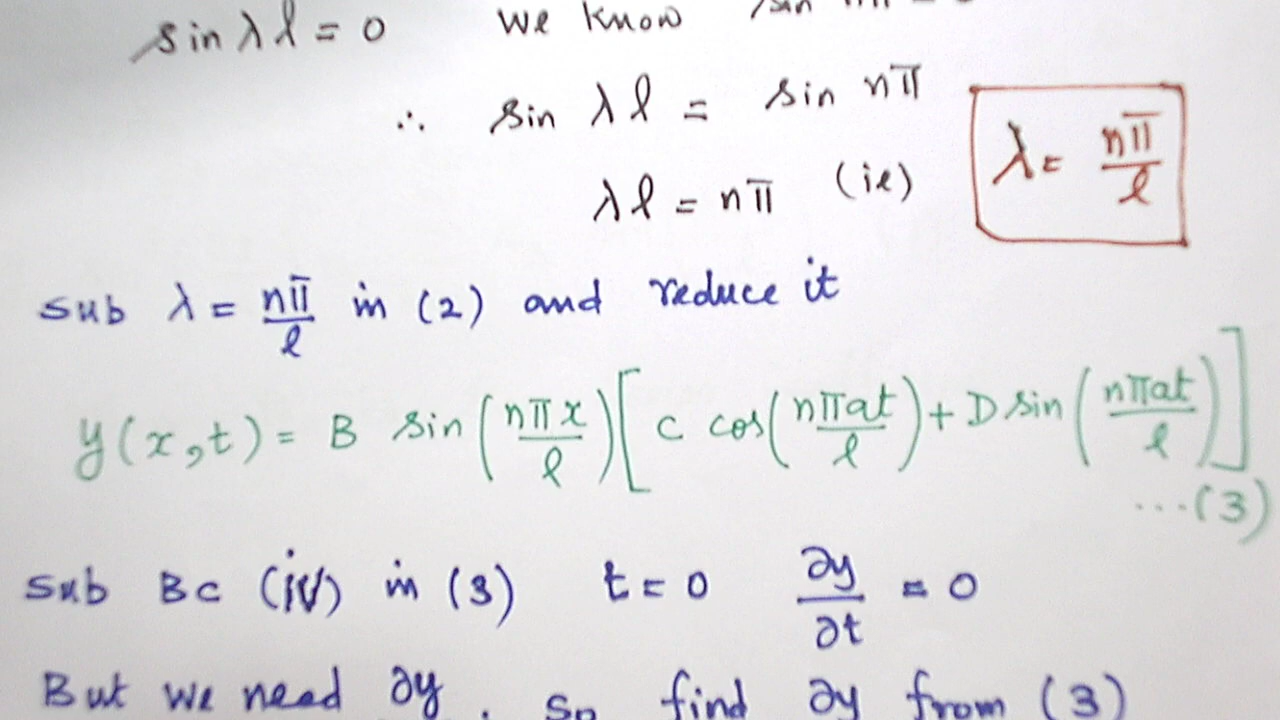 sin λl = 0 we know
∴ sin λl = sin nπ
λl = nπ (ie) λ = nπ/l
sub λ = nπ/l in (2) and reduce it
y(x,t) = B sin(nπx/l)[c cos(nπat/l) + D sin(nπat/l)]
...(3)
sub BC (iv) in (3) t = 0 ∂y/∂t = 0
But we need ∂y . so find ∂y from (3)